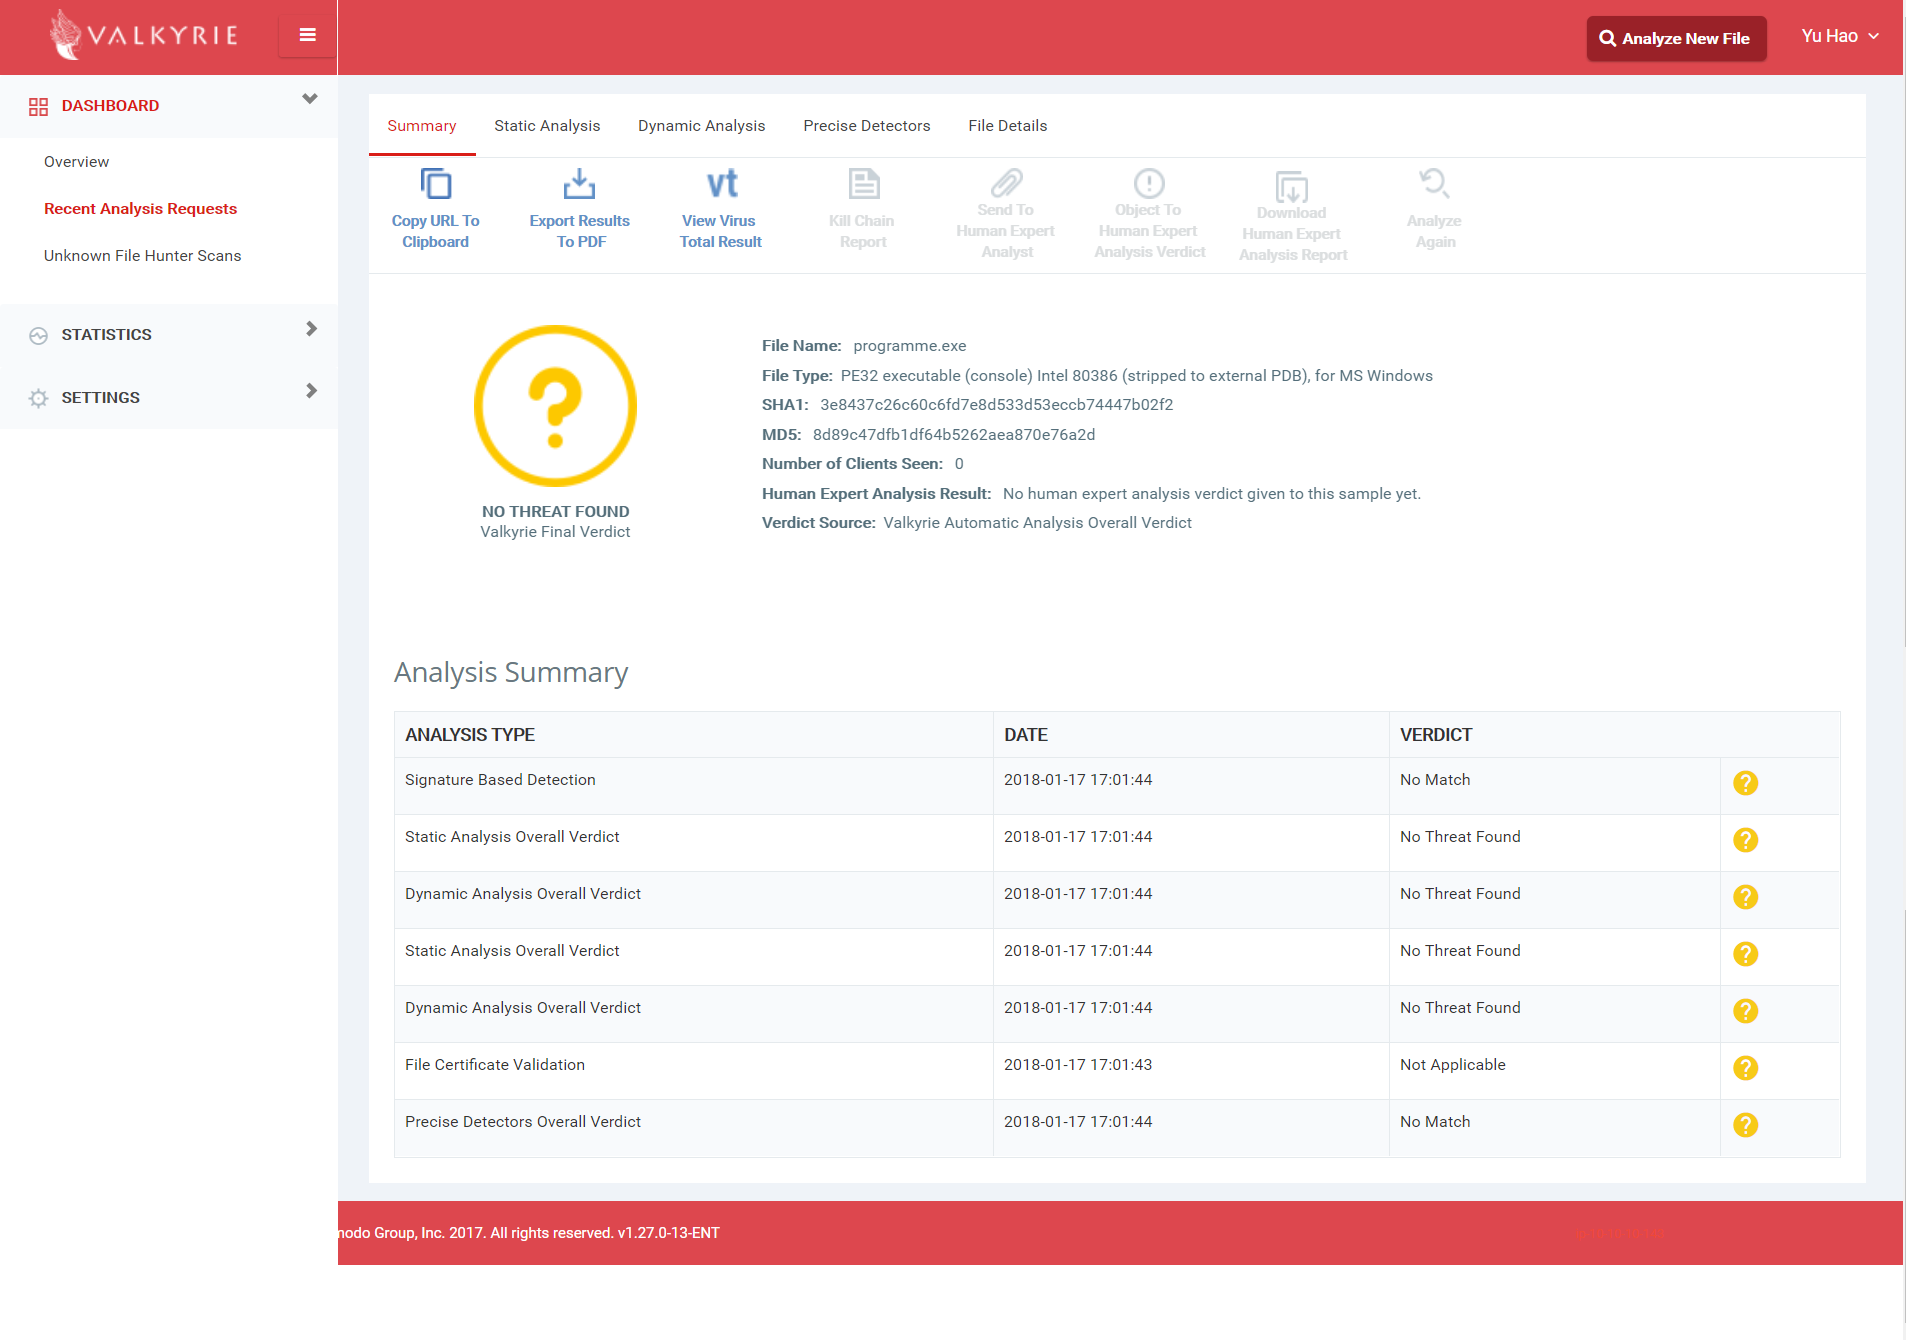 VALKYRIE
Analyze New File
Yu Hao
DASHBOARD
Overview
Recent Analysis Requests
Unknown File Hunter Scans
STATISTICS
SETTINGS
Summary
Static Analysis
Dynamic Analysis
Precise Detectors
File Details
Copy URL To
Clipboard
Export Results
To PDF
vt
View Virus
Total Result
Kill Chain
Report
Send To
Human Expert
Analyst
Object To
Human Expert
Analysis Verdict
Download
Human Expert
Analysis Report
Analyze
Again
NO THREAT FOUND
Valkyrie Final Verdict
File Name: programme.exe
File Type: PE32 executable (console) Intel 80386 (stripped to external PDB), for MS Windows
SHA1: 3e8437c26c60c6fd7e8d533d53eccb74447b02f2
MD5: 8d89c47dfb1df64b5262aea870e76a2d
Number of Clients Seen: 0
Human Expert Analysis Result: No human expert analysis verdict given to this sample yet.
Verdict Source: Valkyrie Automatic Analysis Overall Verdict
Analysis Summary
ANALYSIS TYPE DATE VERDICT
Signature Based Detection 2018-01-17 17:01:44 No Match ?
Static Analysis Overall Verdict 2018-01-17 17:01:44 No Threat Found ?
Dynamic Analysis Overall Verdict 2018-01-17 17:01:44 No Threat Found ?
Static Analysis Overall Verdict 2018-01-17 17:01:44 No Threat Found ?
Dynamic Analysis Overall Verdict 2018-01-17 17:01:44 No Threat Found ?
File Certificate Validation 2018-01-17 17:01:43 Not Applicable ?
Precise Detectors Overall Verdict 2018-01-17 17:01:44 No Match ?
modo Group, Inc. 2017. All rights reserved. v1.27.0-13-ENT